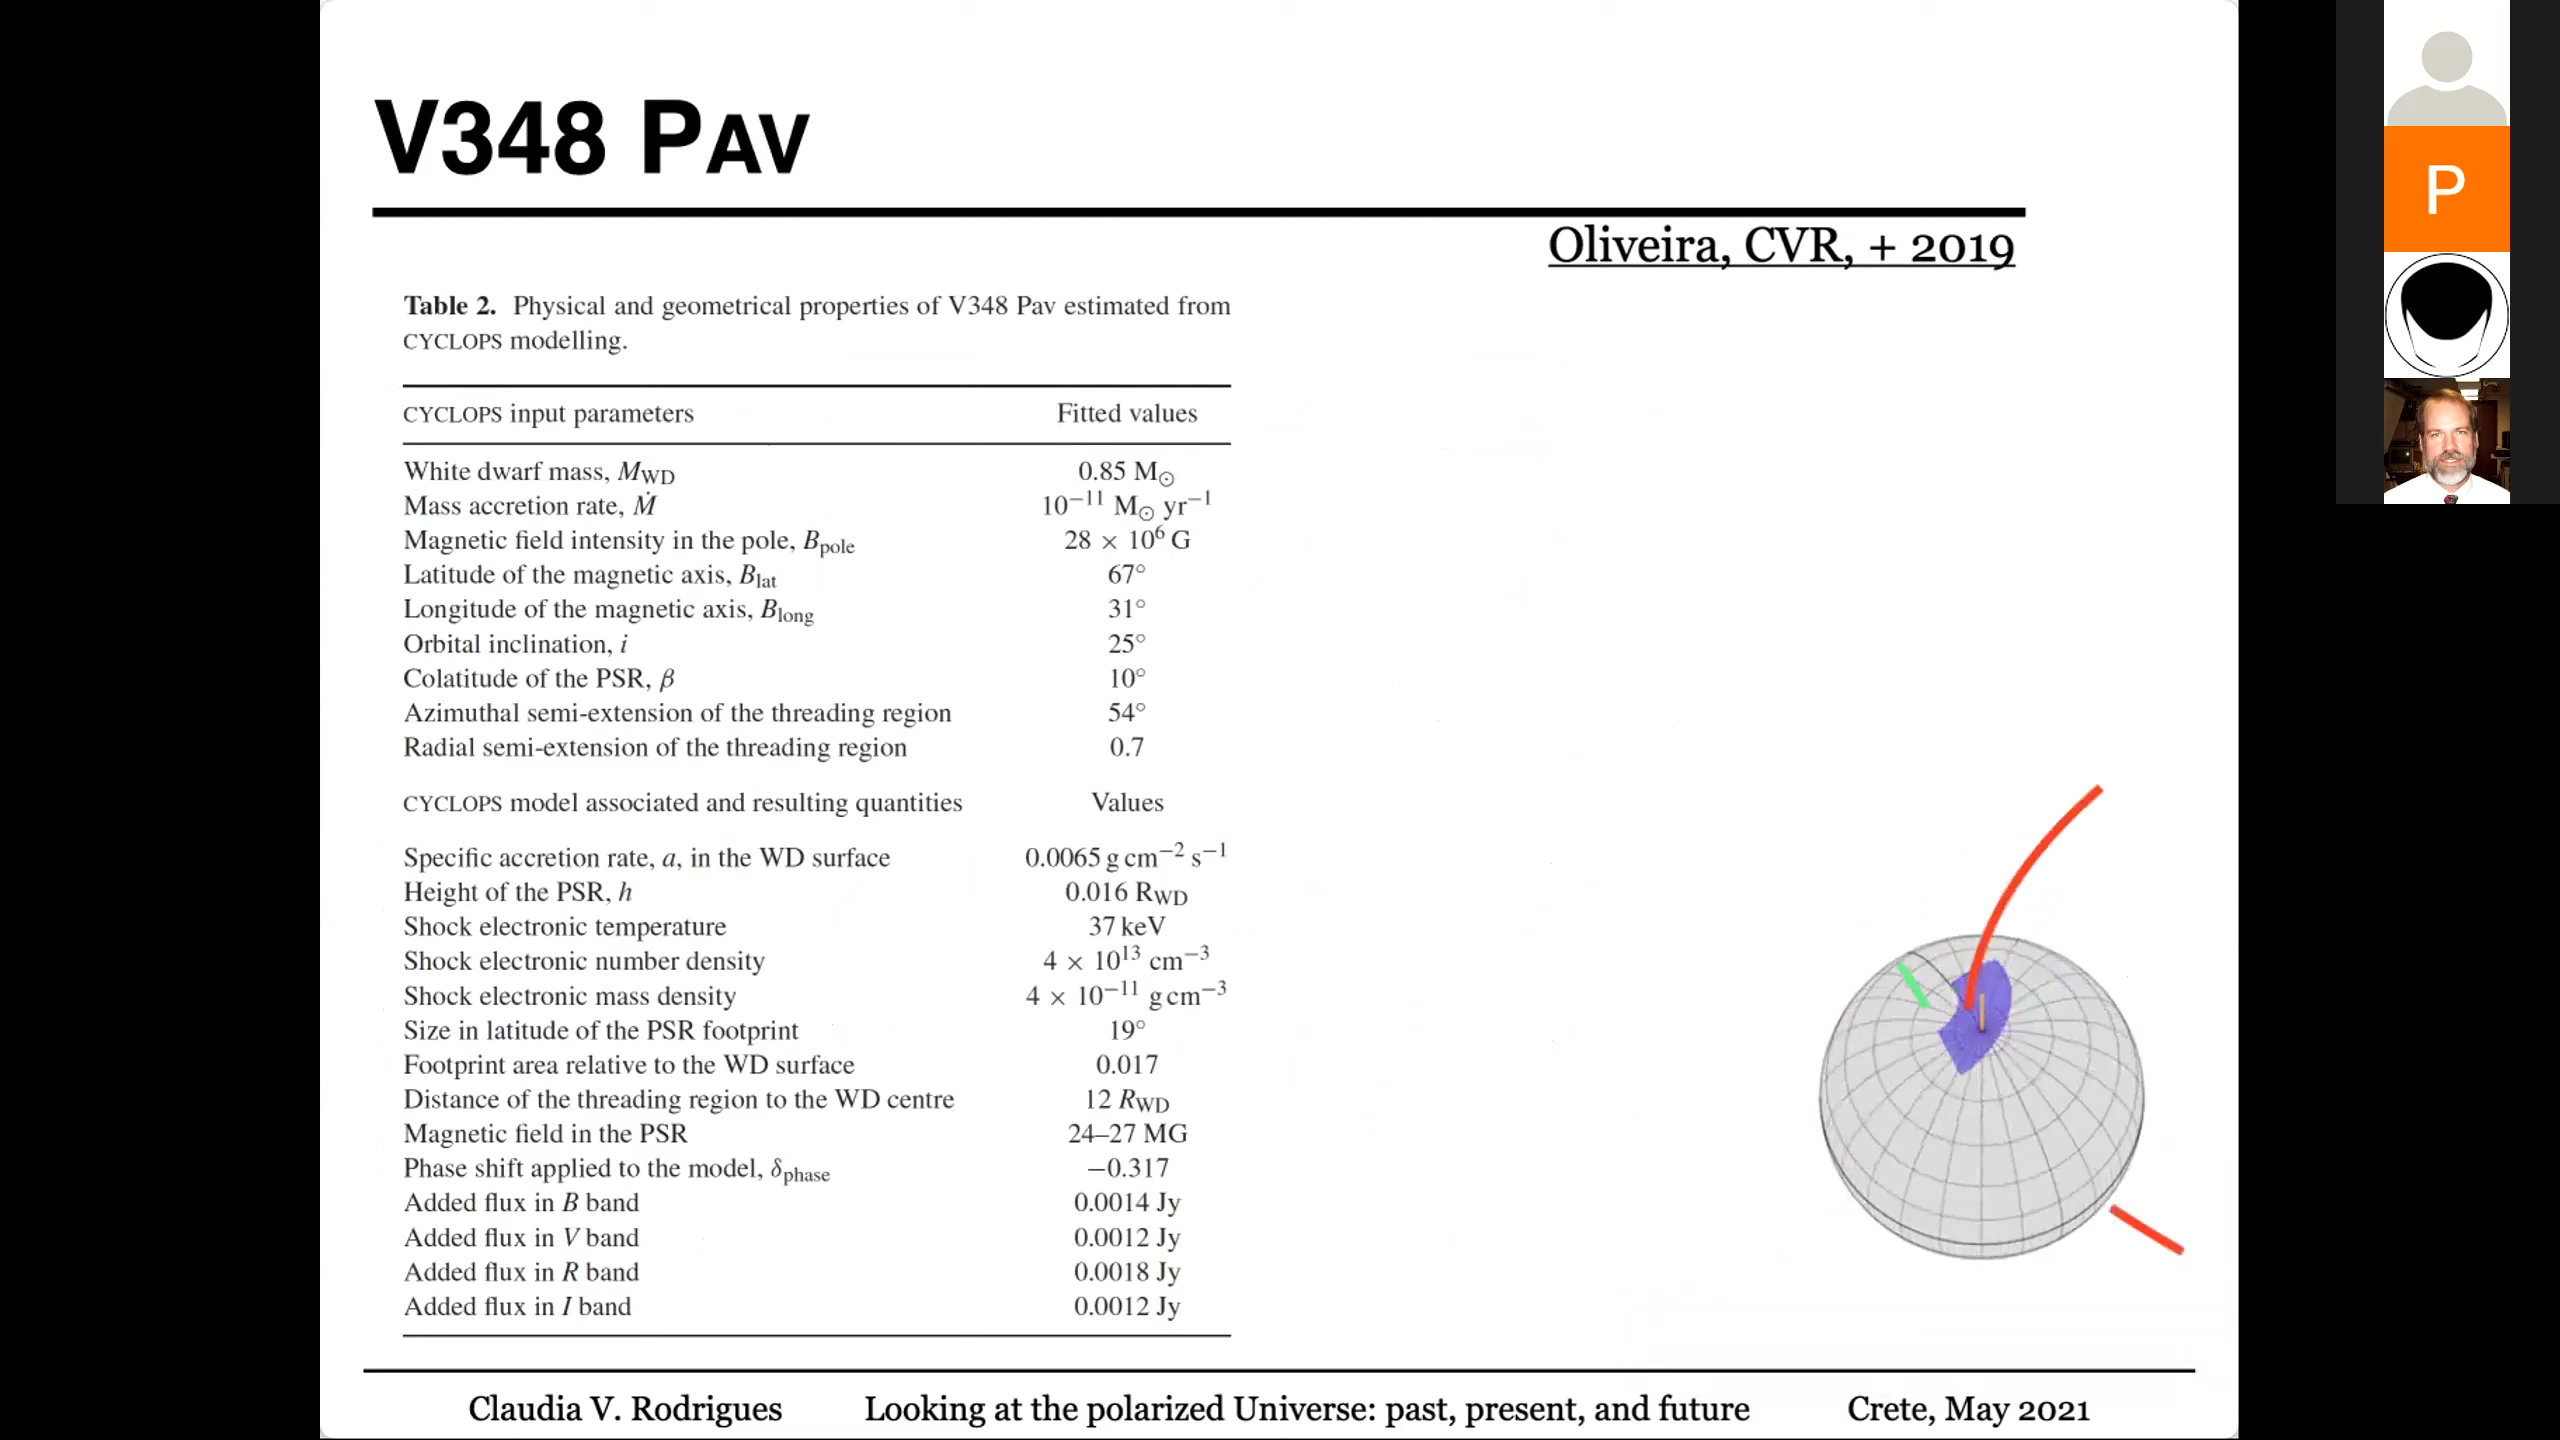 V348 PAV
Oliveira, CVR, + 2019
Table 2. Physical and geometrical properties of V348 Pav estimated from
CYCLOPS modelling.
CYCLOPS input parameters Fitted values
White dwarf mass, M_WD 0.85 M⊙
Mass accretion rate, Ṁ 10⁻¹¹ M⊙ yr⁻¹
Magnetic field intensity in the pole, B_pole 28 × 10⁶ G
Latitude of the magnetic axis, B_lat 67°
Longitude of the magnetic axis, B_long 31°
Orbital inclination, i 25°
Colatitude of the PSR, β 10°
Azimuthal semi-extension of the threading region 54°
Radial semi-extension of the threading region 0.7
CYCLOPS model associated and resulting quantities Values
Specific accretion rate, a, in the WD surface 0.0065 g cm⁻² s⁻¹
Height of the PSR, h 0.016 R_WD
Shock electronic temperature 37 keV
Shock electronic number density 4 × 10¹³ cm⁻³
Shock electronic mass density 4 × 10⁻¹¹ g cm⁻³
Size in latitude of the PSR footprint 19°
Footprint area relative to the WD surface 0.017
Distance of the threading region to the WD centre 12 R_WD
Magnetic field in the PSR 24–27 MG
Phase shift applied to the model, δ_phase −0.317
Added flux in B band 0.0014 Jy
Added flux in V band 0.0012 Jy
Added flux in R band 0.0018 Jy
Added flux in I band 0.0012 Jy
Claudia V. Rodrigues Looking at the polarized Universe: past, present, and future Crete, May 2021
P